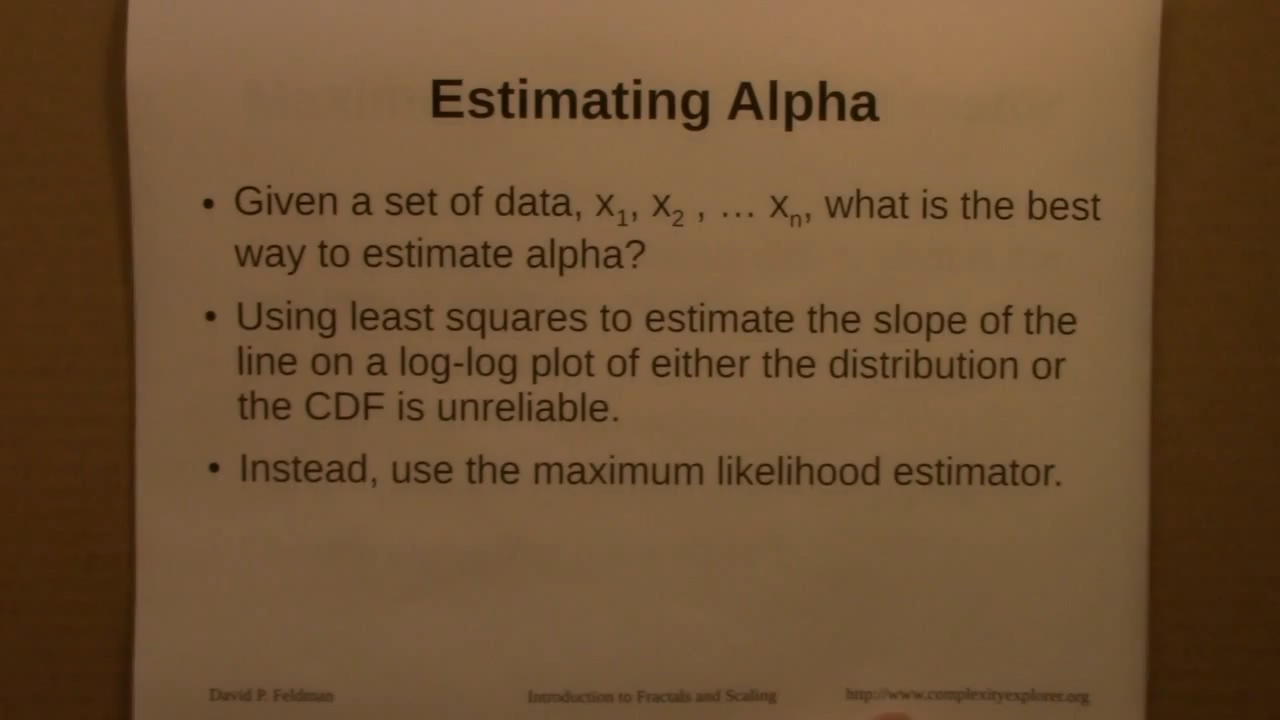 Estimating Alpha
• Given a set of data, x₁, x₂ , … xₙ, what is the best
way to estimate alpha?
• Using least squares to estimate the slope of the
line on a log-log plot of either the distribution or
the CDF is unreliable.
• Instead, use the maximum likelihood estimator.
David P. Feldman Introduction to Fractals and Scaling http://www.complexityexplorer.org